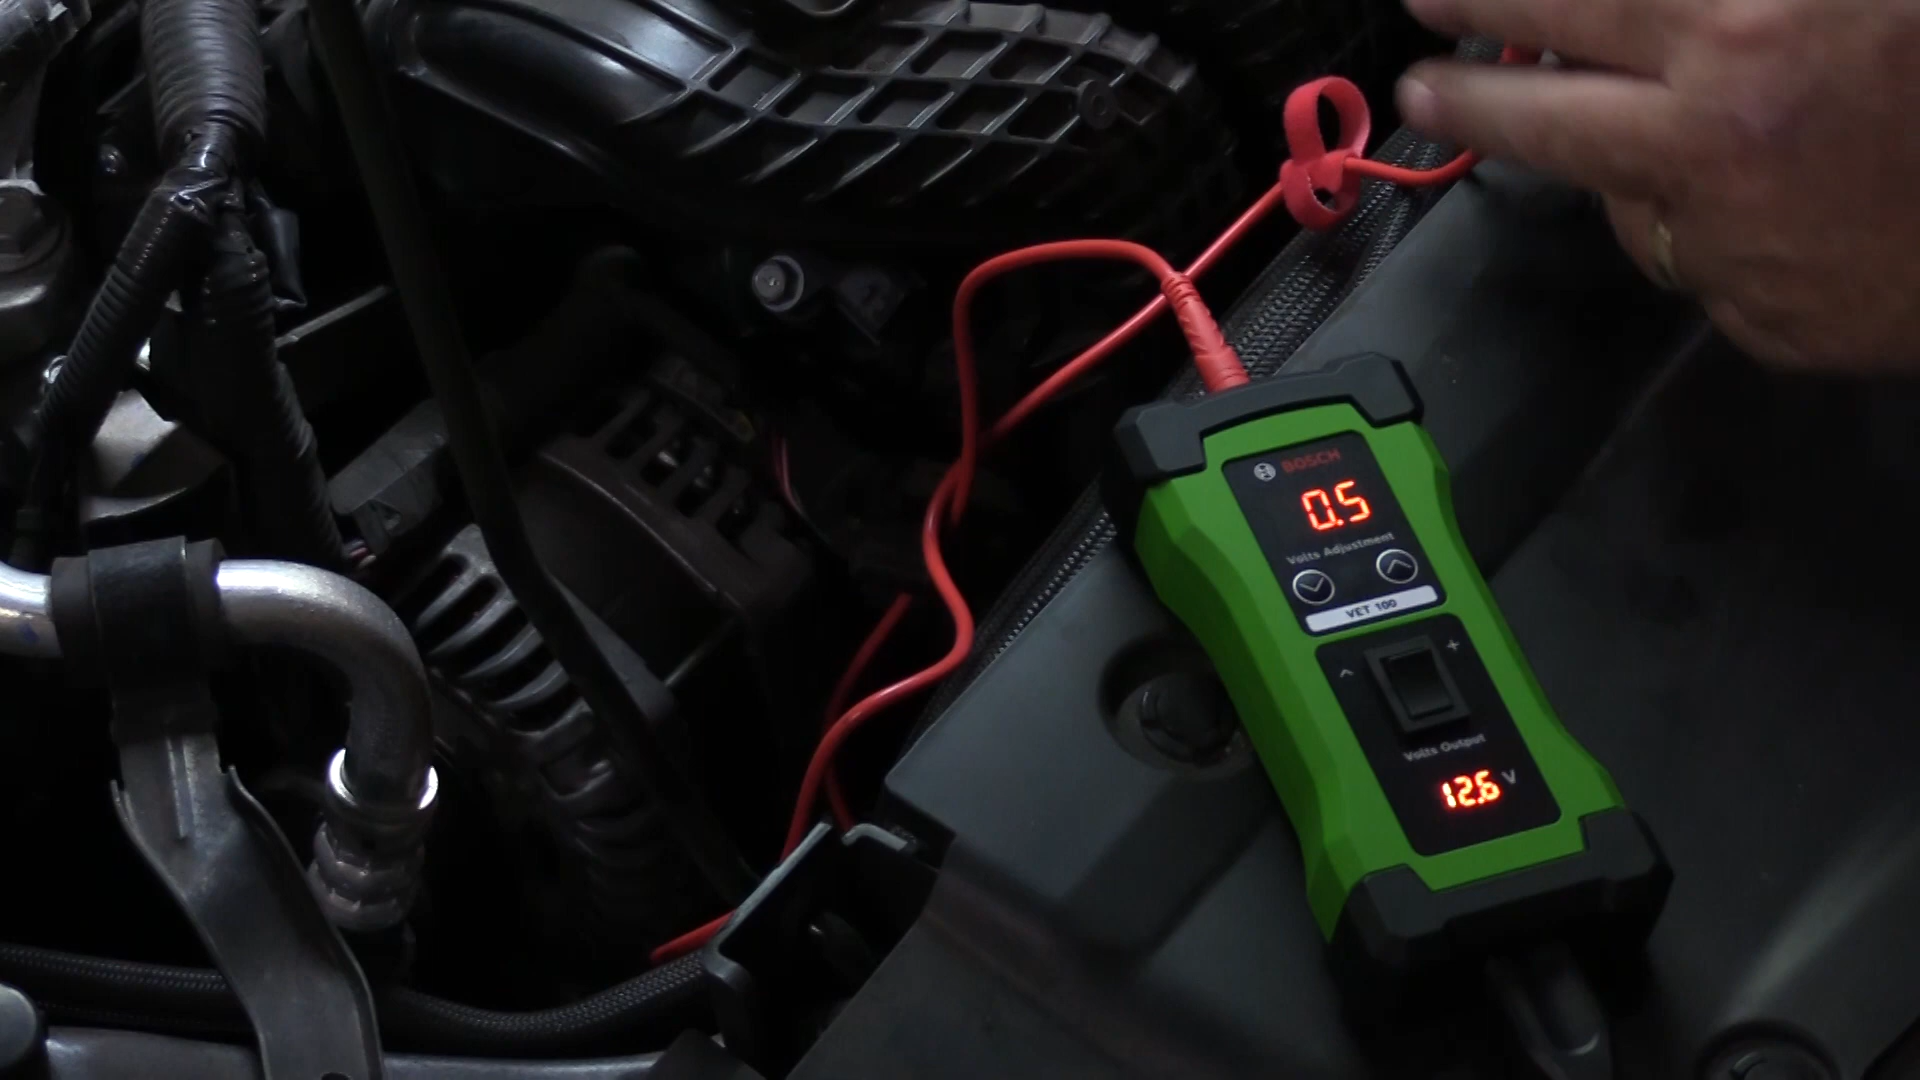 BOSCH
0.5
Volts Adjustment
VET 100
+
Volts Output
12.6 V